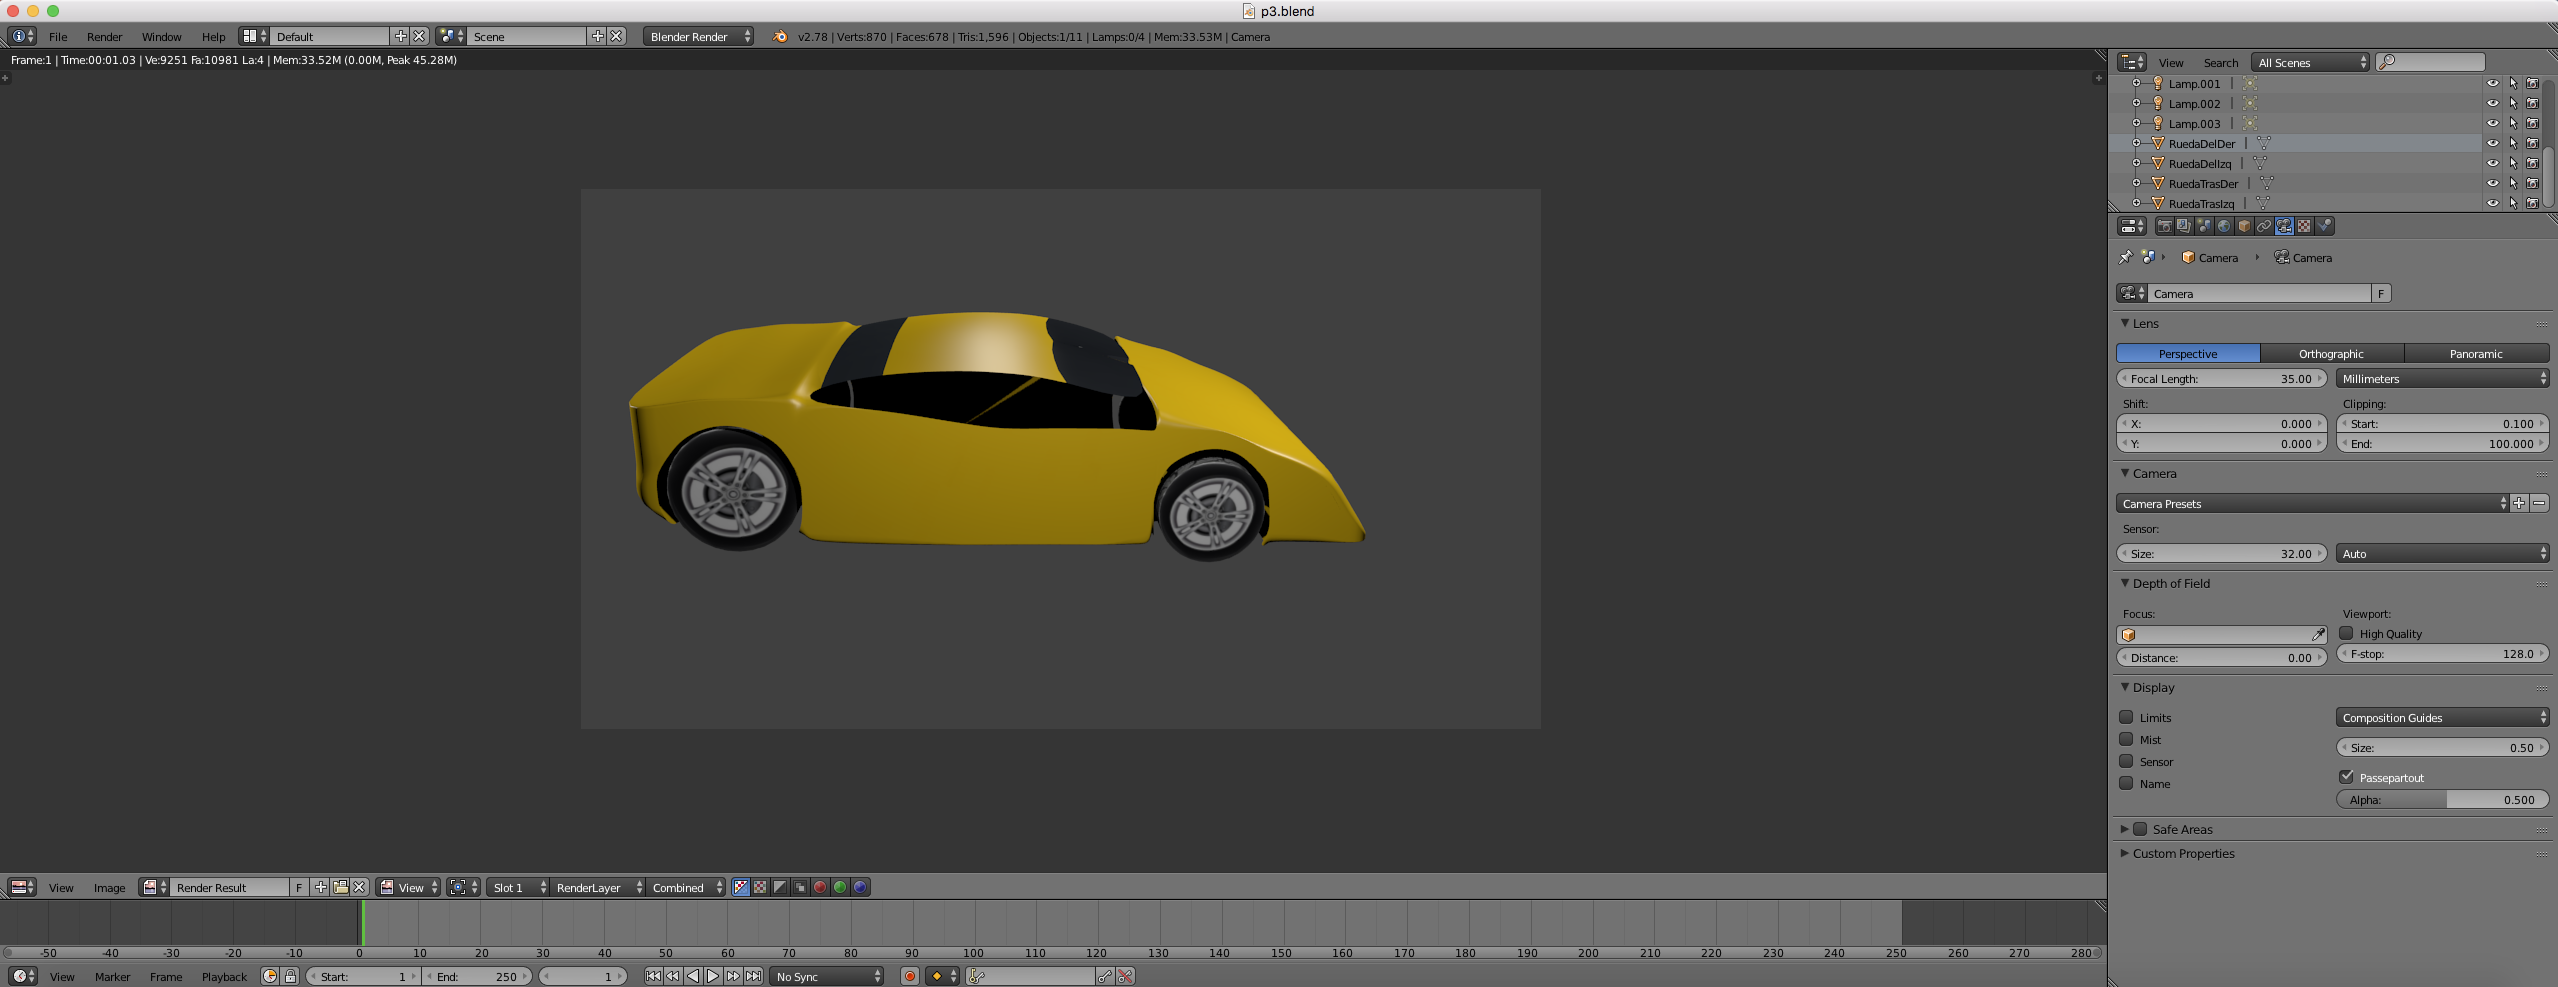 p3.blend
File Render Window Help Default Scene Blender Render v2.78 | Verts:870 | Faces:678 | Tris:1,596 | Objects:1/11 | Lamps:0/4 | Mem:33.53M | Camera
Frame:1 | Time:00:01.03 | Ve:9251 Fa:10981 La:4 | Mem:33.52M (0.00M, Peak 45.28M)
View Search All Scenes
Lamp.001
Lamp.002
Lamp.003
RuedaDelDer
RuedaDelIzq
RuedaTrasDer
RuedaTrasIzq
Camera Camera
Camera F
Lens
Perspective Orthographic Panoramic
Focal Length: 35.00 Millimeters
Shift: Clipping:
X: 0.000 Start: 0.100
Y: 0.000 End: 100.000
Camera
Camera Presets
Sensor:
Size: 32.00 Auto
Depth of Field
Focus: Viewport:
High Quality
Distance: 0.00 F-stop: 128.0
Display
Limits Composition Guides
Mist Size: 0.50
Sensor
Name Passepartout
Alpha: 0.500
Safe Areas
Custom Properties
View Image Render Result F View Slot 1 RenderLayer Combined
-50 -40 -30 -20 -10 0 10 20 30 40 50 60 70 80 90 100 110 120 130 140 150 160 170 180 190 200 210 220 230 240 250 260 270 280
View Marker Frame Playback Start: 1 End: 250 1 No Sync